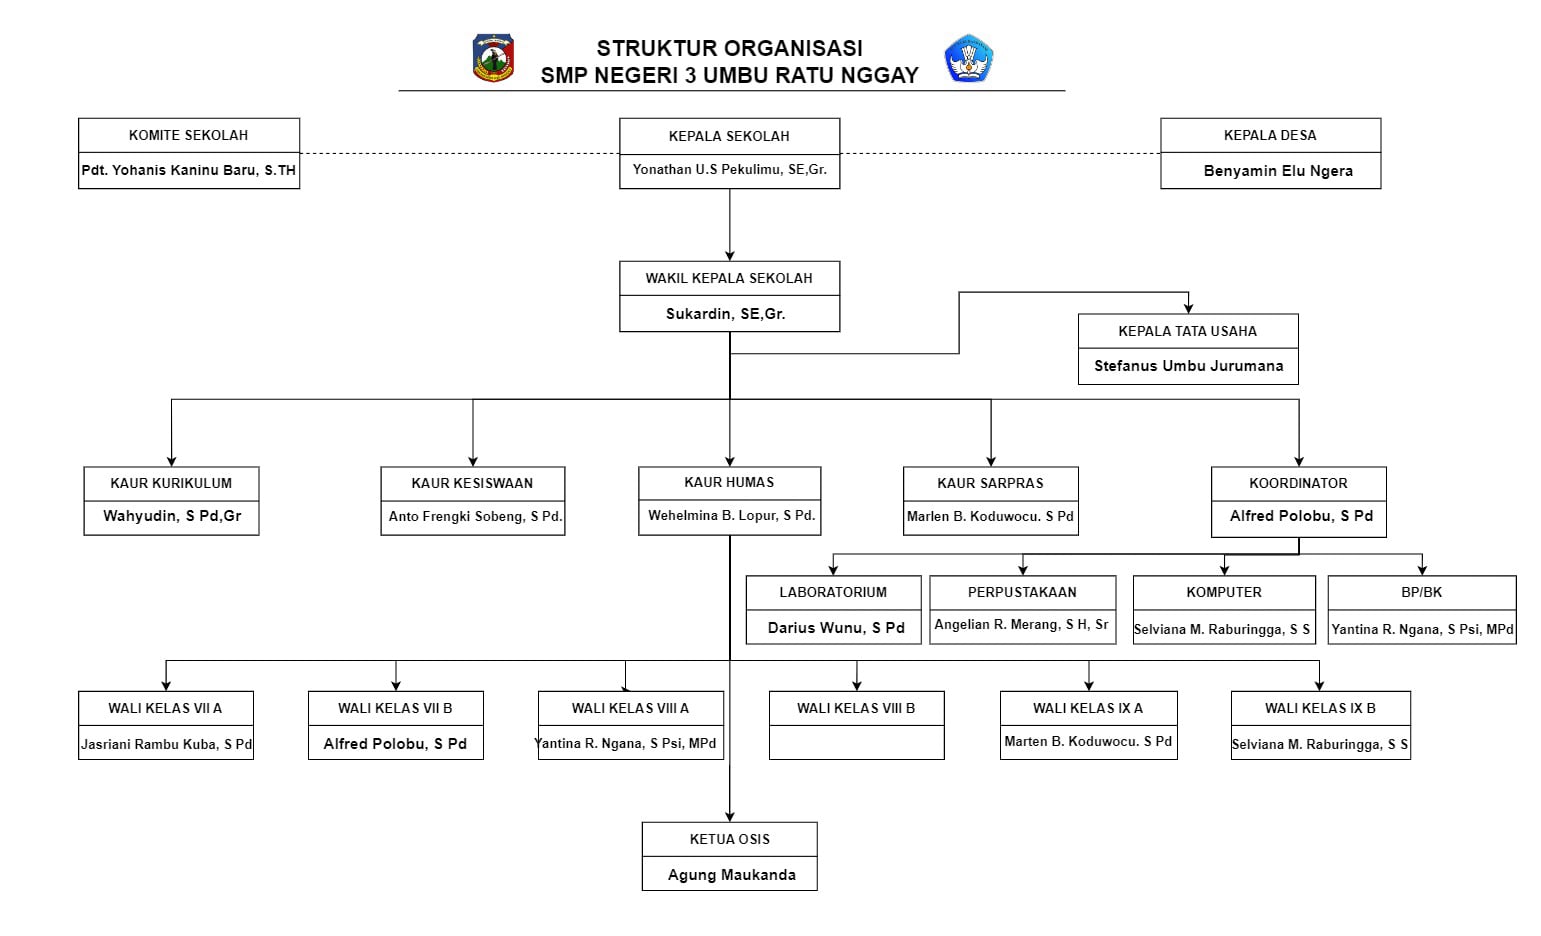 STRUKTUR ORGANISASI
SMP NEGERI 3 UMBU RATU NGGAY
KOMITE SEKOLAH
Pdt. Yohanis Kaninu Baru, S.TH
KEPALA SEKOLAH
Yonathan U.S Pekulimu, SE,Gr.
KEPALA DESA
Benyamin Elu Ngera
WAKIL KEPALA SEKOLAH
Sukardin, SE,Gr.
KEPALA TATA USAHA
Stefanus Umbu Jurumana
KAUR KURIKULUM
Wahyudin, S Pd,Gr
KAUR KESISWAAN
Anto Frengki Sobeng, S Pd.
KAUR HUMAS
Wehelmina B. Lopur, S Pd.
KAUR SARPRAS
Marlen B. Koduwocu. S Pd
KOORDINATOR
Alfred Polobu, S Pd
LABORATORIUM
Darius Wunu, S Pd
PERPUSTAKAAN
Angelian R. Merang, S H, Sr
KOMPUTER
Selviana M. Raburingga, S S
BP/BK
Yantina R. Ngana, S Psi, MPd
WALI KELAS VII A
Jasriani Rambu Kuba, S Pd
WALI KELAS VII B
Alfred Polobu, S Pd
WALI KELAS VIII A
Yantina R. Ngana, S Psi, MPd
WALI KELAS VIII B
WALI KELAS IX A
Marten B. Koduwocu. S Pd
WALI KELAS IX B
Selviana M. Raburingga, S S
KETUA OSIS
Agung Maukanda